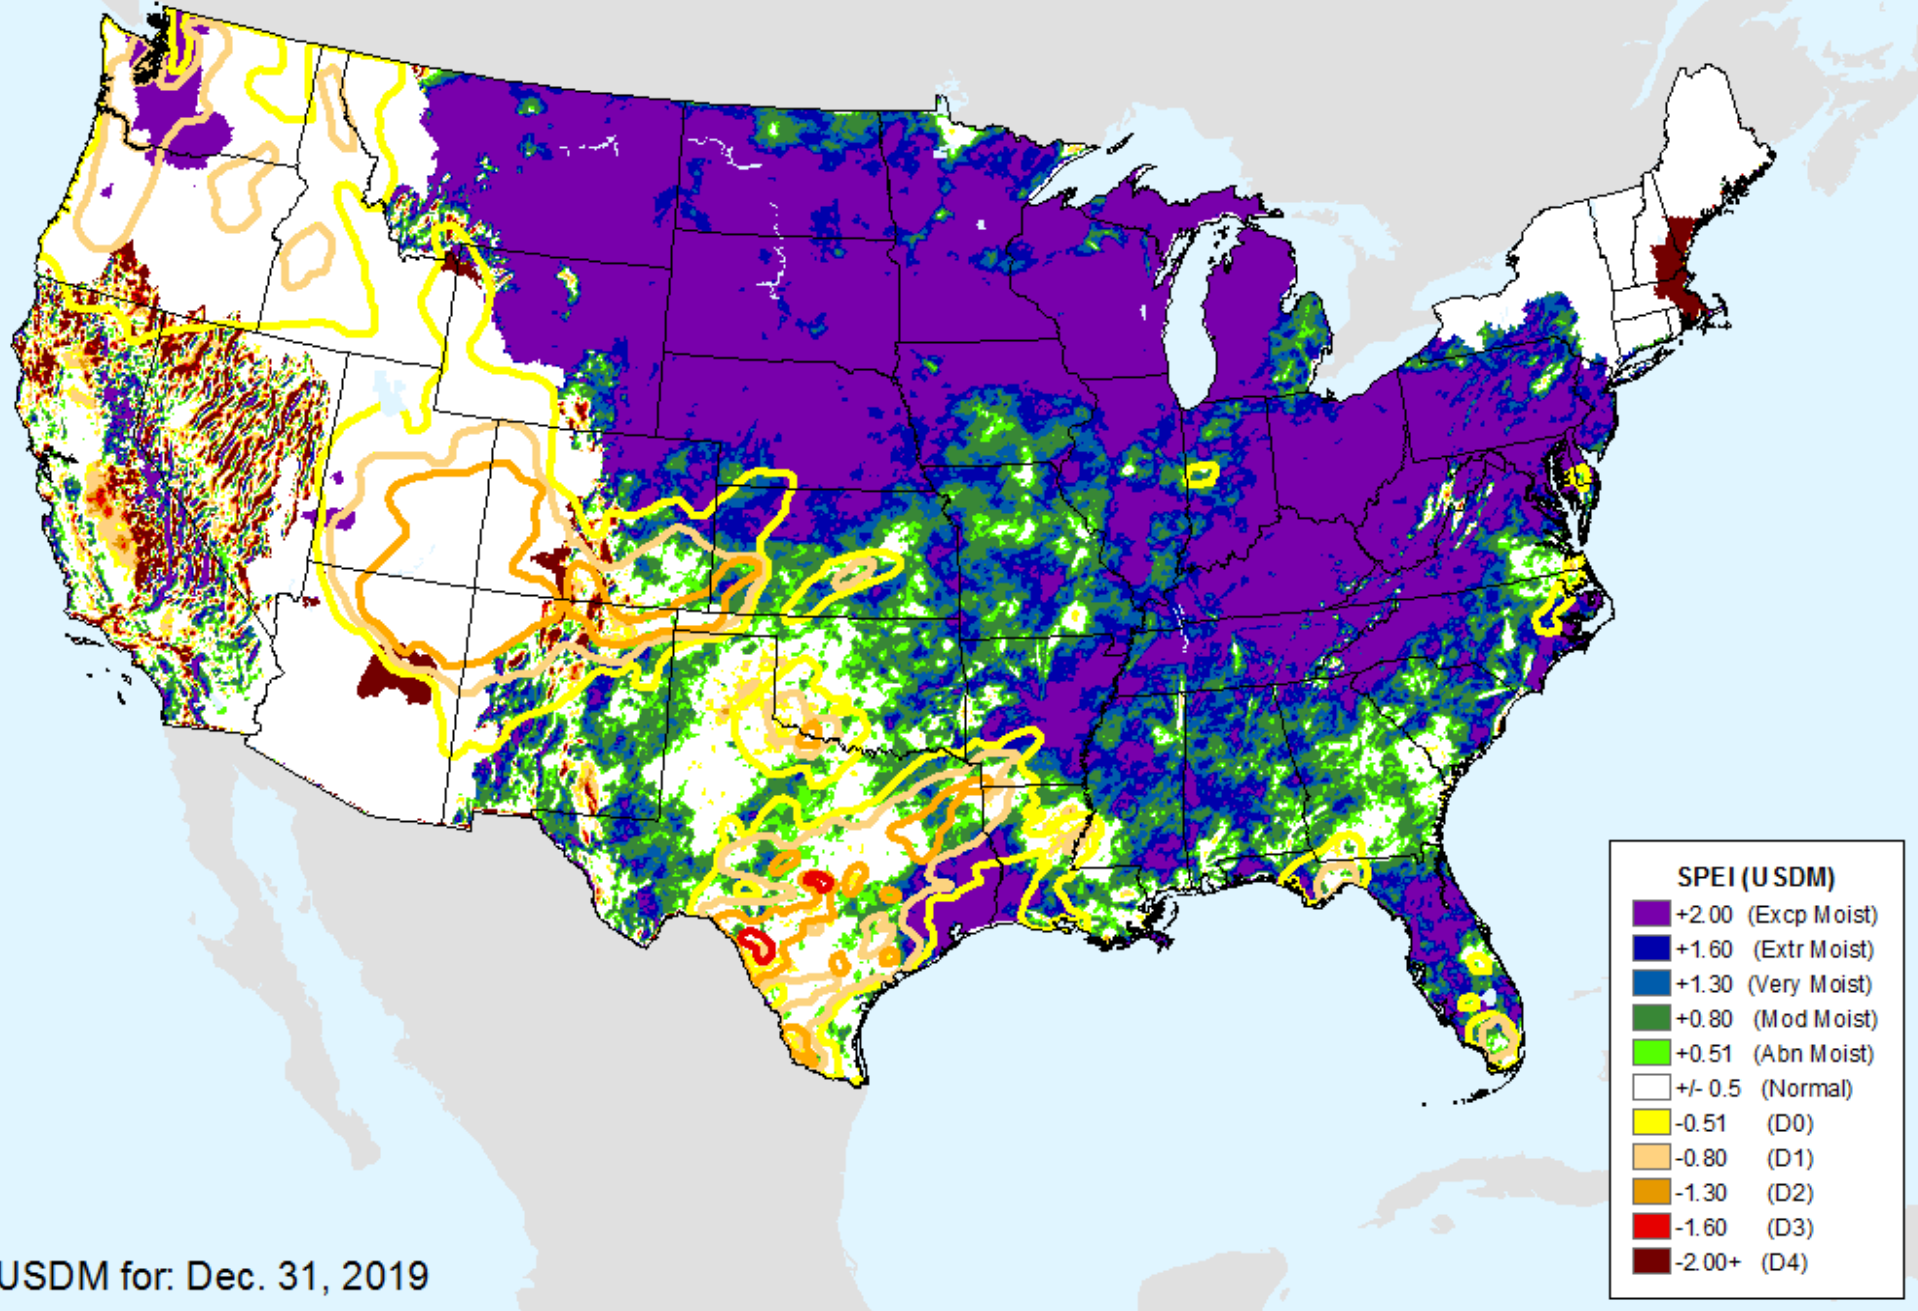 SPEI (USDM)
+2.00 (Excp Moist)
+1.60 (Extr Moist)
+1.30 (Very Moist)
+0.80 (Mod Moist)
+0.51 (Abn Moist)
+/- 0.5 (Normal)
-0.51 (D0)
-0.80 (D1)
-1.30 (D2)
-1.60 (D3)
-2.00+ (D4)
USDM for: Dec. 31, 2019